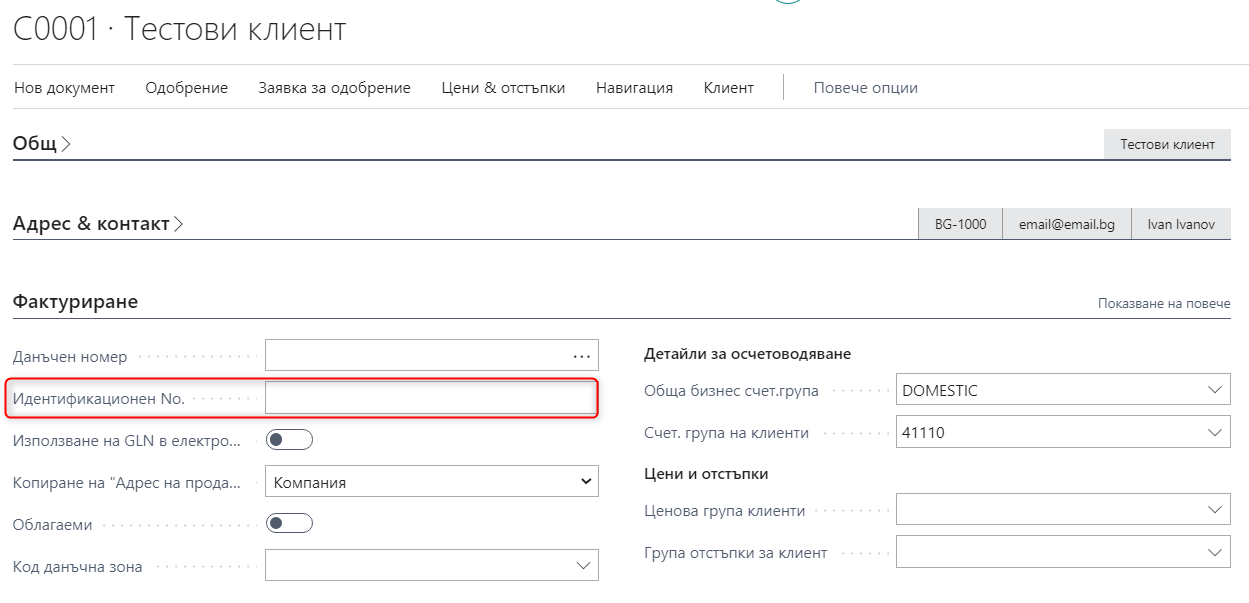 C0001 · Тестови клиент
Нов документ Одобрение Заявка за одобрение Цени & отстъпки Навигация Клиент Повече опции
Общ
Тестови клиент
Адрес & контакт
BG-1000 email@email.bg Ivan Ivanov
Фактуриране
Показване на повече
Данъчен номер
Идентификационен No.
Използване на GLN в електро...
Копиране на "Адрес на прода... Компания
Облагаеми
Код данъчна зона
Детайли за осчетоводяване
Обща бизнес счет.група DOMESTIC
Счет. група на клиенти 41110
Цени и отстъпки
Ценова група клиенти
Група отстъпки за клиент